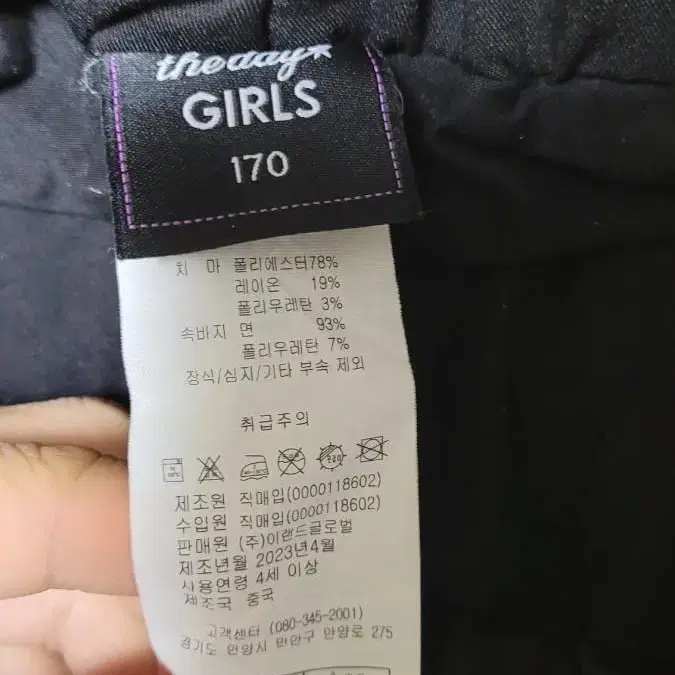 theday★
GIRLS
170
치 마 폴리에스터78%
레이온 19%
폴리우레탄 3%
속바지 면 93%
폴리우레탄 7%
장식/심지/기타 부속 제외
취급주의
제조원 직매입(0000118602)
수입원 직매입(0000118602)
판매원 (주)이랜드글로벌
제조년월 2023년4월
사용연령 4세 이상
제조국 중국
고객센터 (080-345-2001)
경기도 안양시 만안구 안양로 275